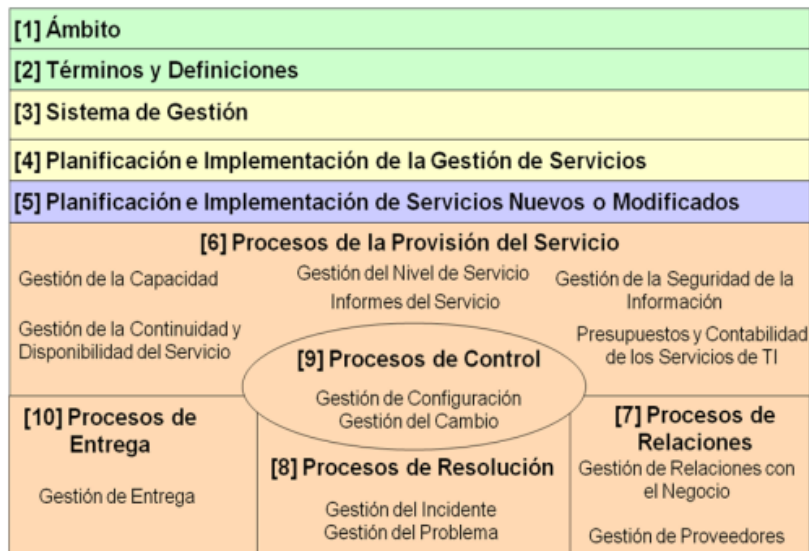 [1] Ámbito
[2] Términos y Definiciones
[3] Sistema de Gestión
[4] Planificación e Implementación de la Gestión de Servicios
[5] Planificación e Implementación de Servicios Nuevos o Modificados
[6] Procesos de la Provisión del Servicio
Gestión de la Capacidad
Gestión de la Continuidad y
Disponibilidad del Servicio
Gestión del Nivel de Servicio
Informes del Servicio
Gestión de la Seguridad de la
Información
Presupuestos y Contabilidad
de los Servicios de TI
[9] Procesos de Control
Gestión de Configuración
Gestión del Cambio
[10] Procesos de
Entrega
Gestión de Entrega
[8] Procesos de Resolución
Gestión del Incidente
Gestión del Problema
[7] Procesos de
Relaciones
Gestión de Relaciones con
el Negocio
Gestión de Proveedores